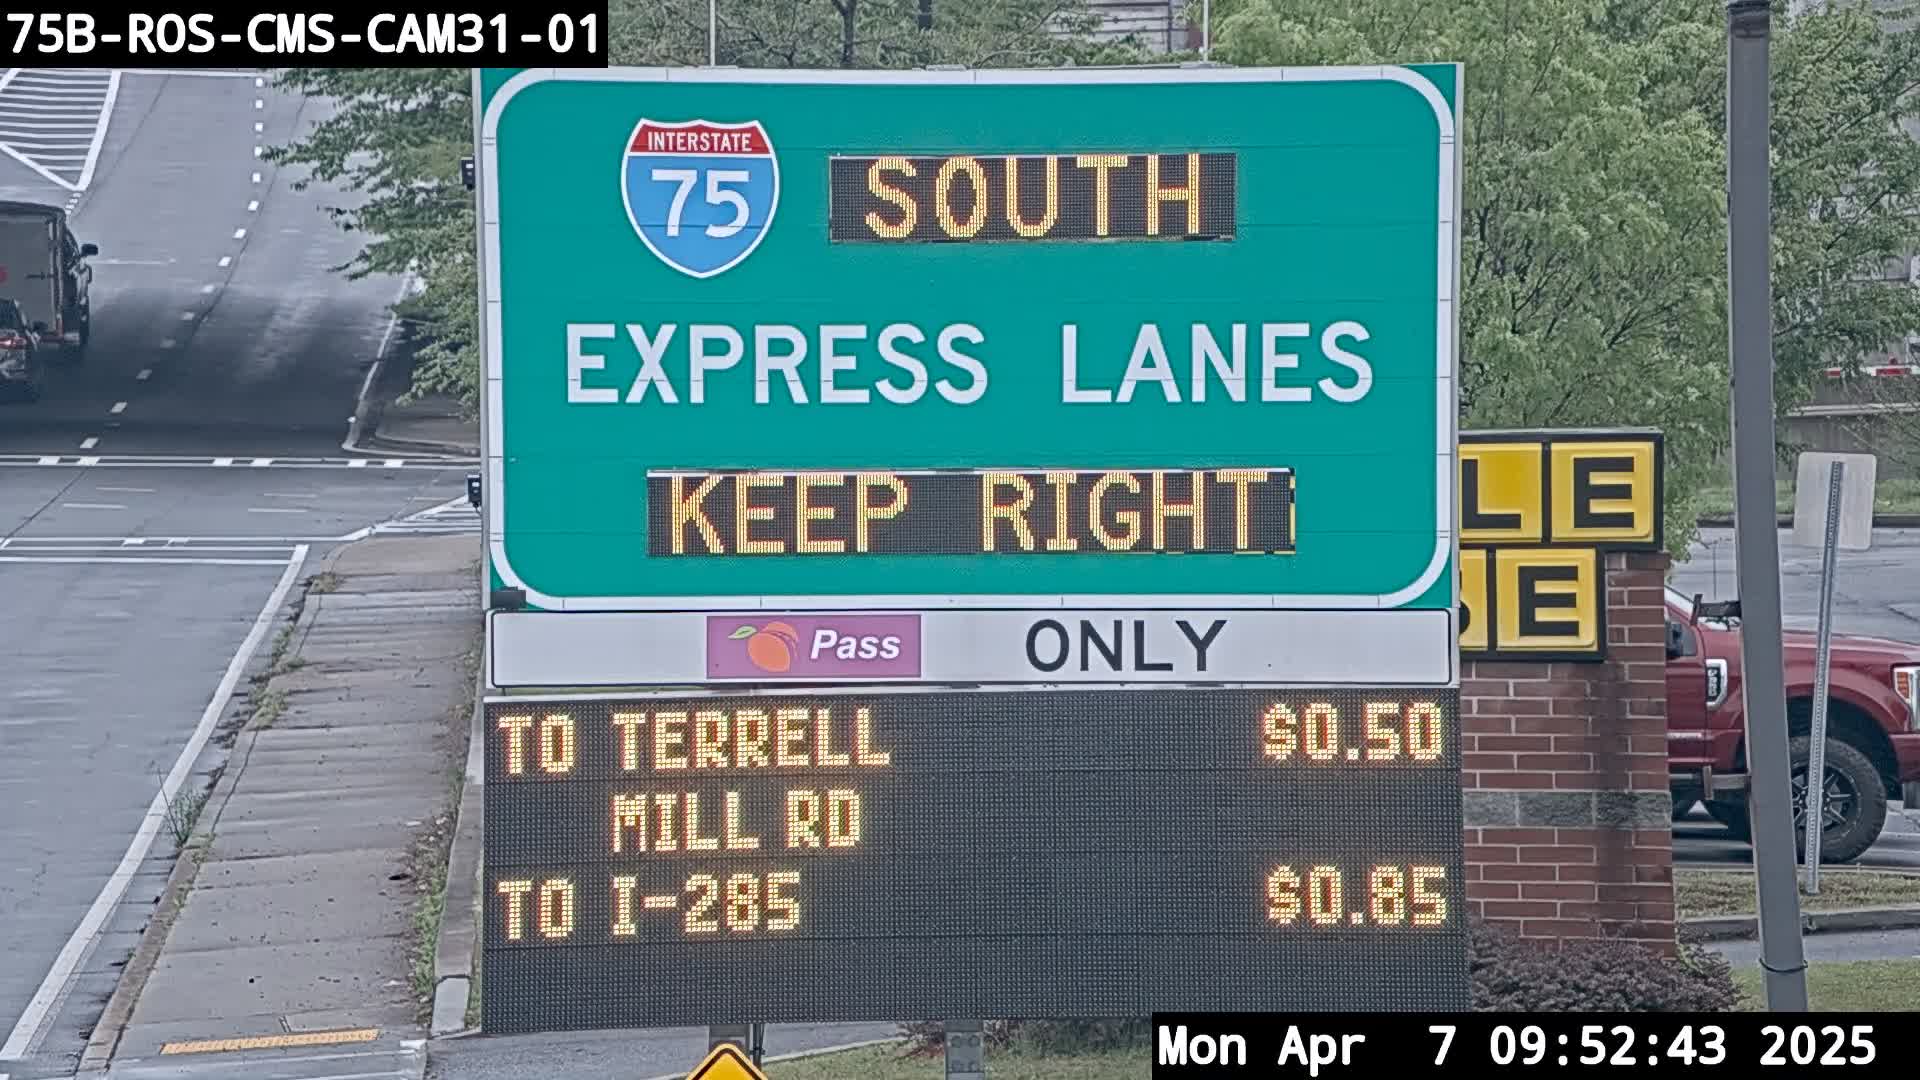 75B-ROS-CMS-CAM31-01
INTERSTATE
75
SOUTH
EXPRESS LANES
KEEP RIGHT
Pass ONLY
TO TERRELL $0.50
MILL RD
TO I-285 $0.85
LE
E
Mon Apr 7 09:52:43 2025